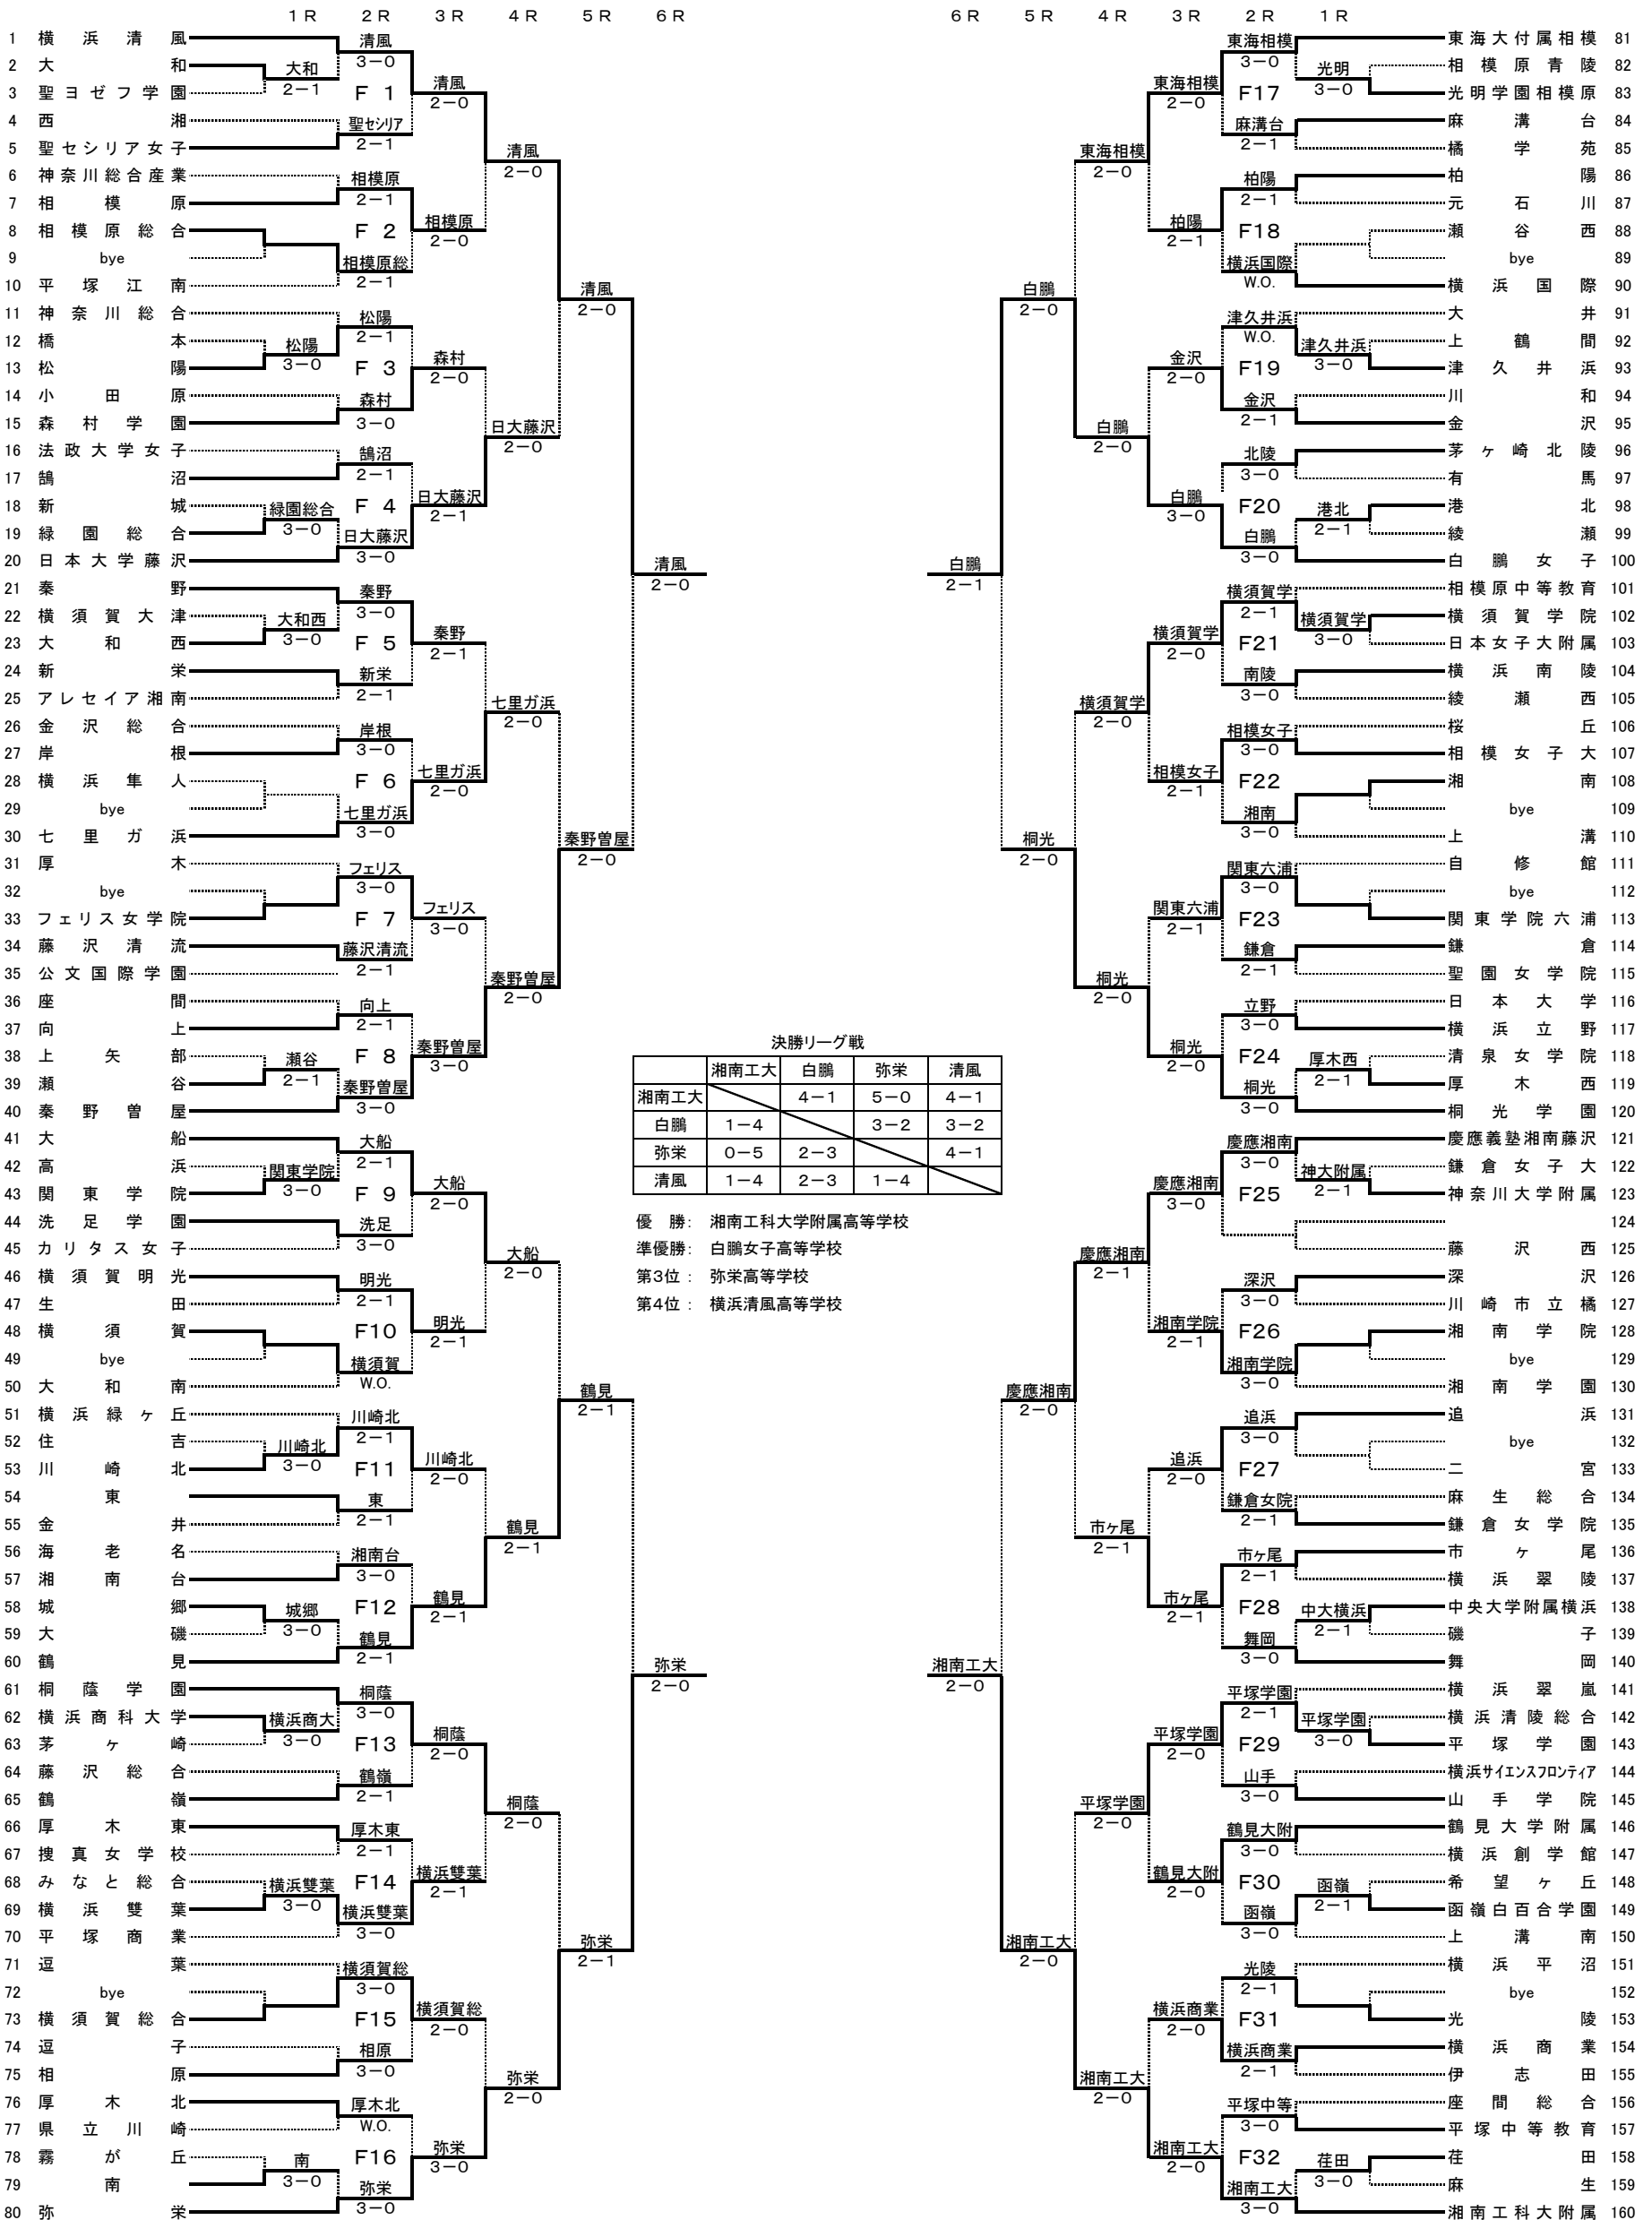 1R 2R 3R 4R 5R 6R
6R 5R 4R 3R 2R 1R
1 横浜清風
2 大和
3 聖ヨゼフ学園
4 西湘
5 聖セシリア女子
6 神奈川総合産業
7 相模原
8 相模原総合
9 bye
10 平塚江南
11 神奈川総合
12 橋本
13 松陽
14 小田原
15 森村学園
16 法政大学女子
17 鵠沼
18 新城
19 緑園総合
20 日本大学藤沢
21 秦野
22 横須賀大津
23 大和西
24 新栄
25 アレセイア湘南
26 金沢総合
27 岸根
28 横浜隼人
29 bye
30 七里ガ浜
31 厚木
32 bye
33 フェリス女学院
34 藤沢清流
35 公文国際学園
36 座間
37 向上
38 上矢部
39 瀬谷
40 秦野曽屋
41 大船
42 高浜
43 関東学院
44 洗足学園
45 カリタス女子
46 横須賀明光
47 生田
48 横須賀
49 bye
50 大和南
51 横浜緑ヶ丘
52 住吉
53 川崎北
54 東
55 金井
56 海老名
57 湘南台
58 城郷
59 大磯
60 鶴見
61 桐蔭学園
62 横浜商科大学
63 茅ヶ崎
64 藤沢総合
65 鶴嶺
66 厚木東
67 捜真女学校
68 みなと総合
69 横浜雙葉
70 平塚商業
71 逗葉
72 bye
73 横須賀総合
74 逗子
75 相原
76 厚木北
77 県立川崎
78 霧が丘
79 南
80 弥栄
大和
2－1
松陽
3－0
緑園総合
3－0
大和西
3－0
瀬谷
2－1
関東学院
3－0
川崎北
3－0
城郷
3－0
横浜商大
3－0
横浜雙葉
3－0
南
3－0
清風
3－0
F 1
聖セシリア
2－1
相模原
2－1
F 2
相模原総
2－1
松陽
2－1
F 3
森村
3－0
鵠沼
2－1
F 4
日大藤沢
3－0
秦野
3－0
F 5
新栄
2－1
岸根
3－0
F 6
七里ガ浜
3－0
フェリス
3－0
F 7
藤沢清流
2－1
向上
2－1
F 8
秦野曽屋
3－0
大船
2－1
F 9
洗足
3－0
明光
2－1
F10
横須賀
W.O.
川崎北
2－1
F11
東
2－1
湘南台
3－0
F12
鶴見
2－1
桐蔭
3－0
F13
鶴嶺
2－1
厚木東
2－1
F14
横浜雙葉
3－0
横須賀総
3－0
F15
相原
3－0
厚木北
W.O.
F16
弥栄
3－0
清風
2－0
相模原
2－0
森村
2－0
日大藤沢
2－1
秦野
2－1
七里ガ浜
2－0
フェリス
3－0
秦野曽屋
3－0
大船
2－0
明光
2－1
川崎北
2－0
鶴見
2－1
桐蔭
2－0
横浜雙葉
2－1
横須賀総
2－0
弥栄
3－0
清風
2－0
日大藤沢
2－0
七里ガ浜
2－0
秦野曽屋
2－0
大船
2－0
鶴見
2－1
桐蔭
2－0
弥栄
2－0
清風
2－0
秦野曽屋
2－0
鶴見
2－1
弥栄
2－1
清風
2－0
弥栄
2－0
決勝リーグ戦
湘南工大 白鵬 弥栄 清風
湘南工大 4－1 5－0 4－1
白鵬 1－4 3－2 3－2
弥栄 0－5 2－3 4－1
清風 1－4 2－3 1－4
優 勝： 湘南工科大学附属高等学校
準優勝： 白鵬女子高等学校
第3位： 弥栄高等学校
第4位： 横浜清風高等学校
白鵬
2－1
湘南工大
2－0
白鵬
2－0
桐光
2－0
慶應湘南
2－0
湘南工大
2－0
東海相模
2－0
白鵬
2－0
横須賀学
2－0
桐光
2－0
慶應湘南
2－1
市ヶ尾
2－1
平塚学園
2－0
湘南工大
2－0
東海相模
2－0
柏陽
2－1
金沢
2－0
白鵬
3－0
横須賀学
2－0
相模女子
2－1
関東六浦
2－1
桐光
2－0
慶應湘南
3－0
湘南学院
2－1
追浜
2－0
市ヶ尾
2－1
平塚学園
2－0
鶴見大附
2－0
横浜商業
2－0
湘南工大
2－0
東海相模
3－0
F17
麻溝台
2－1
柏陽
2－1
F18
横浜国際
W.O.
津久井浜
W.O.
F19
金沢
2－1
北陵
3－0
F20
白鵬
3－0
横須賀学
2－1
F21
南陵
3－0
相模女子
3－0
F22
湘南
3－0
関東六浦
3－0
F23
鎌倉
2－1
立野
3－0
F24
桐光
3－0
慶應湘南
3－0
F25
深沢
3－0
F26
湘南学院
3－0
追浜
3－0
F27
鎌倉女院
2－1
市ヶ尾
2－1
F28
舞岡
3－0
平塚学園
2－1
F29
山手
3－0
鶴見大附
3－0
F30
函嶺
3－0
光陵
2－1
F31
横浜商業
2－1
平塚中等
3－0
F32
湘南工大
3－0
光明
3－0
津久井浜
3－0
港北
2－1
横須賀学
3－0
厚木西
2－1
神大附属
2－1
中大横浜
2－1
平塚学園
3－0
函嶺
2－1
荏田
3－0
東海大付属相模 81
相模原青陵 82
光明学園相模原 83
麻溝台 84
橘学苑 85
柏陽 86
元石川 87
瀬谷西 88
bye 89
横浜国際 90
大井 91
上鶴間 92
津久井浜 93
川和 94
金沢 95
茅ヶ崎北陵 96
有馬 97
港北 98
綾瀬 99
白鵬女子 100
相模原中等教育 101
横須賀学院 102
日本女子大附属 103
横浜南陵 104
綾瀬西 105
桜丘 106
相模女子大 107
湘南 108
bye 109
上溝 110
自修館 111
bye 112
関東学院六浦 113
鎌倉 114
聖園女学院 115
日本大学 116
横浜立野 117
清泉女学院 118
厚木西 119
桐光学園 120
慶應義塾湘南藤沢 121
鎌倉女子大 122
神奈川大学附属 123
124
藤沢西 125
深沢 126
川崎市立橘 127
湘南学院 128
bye 129
湘南学園 130
追浜 131
bye 132
二宮 133
麻生総合 134
鎌倉女学院 135
市ヶ尾 136
横浜翠陵 137
中央大学附属横浜 138
磯子 139
舞岡 140
横浜翠嵐 141
横浜清陵総合 142
平塚学園 143
横浜サイエンスフロンティア 144
山手学院 145
鶴見大学附属 146
横浜創学館 147
希望ヶ丘 148
函嶺白百合学園 149
上溝南 150
横浜平沼 151
bye 152
光陵 153
横浜商業 154
伊志田 155
座間総合 156
平塚中等教育 157
荏田 158
麻生 159
湘南工科大附属 160